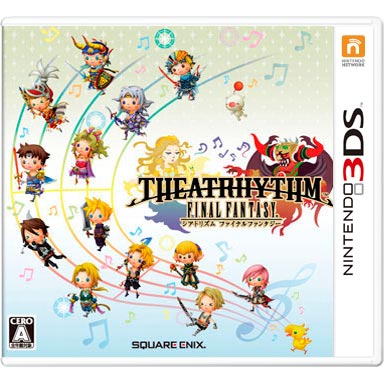 NINTENDO
NETWORK
NINTENDO 3DS
THEATRHYTHM
FINAL FANTASY
シアトリズム ファイナルファンタジー
CERO
A
SQUARE ENIX.